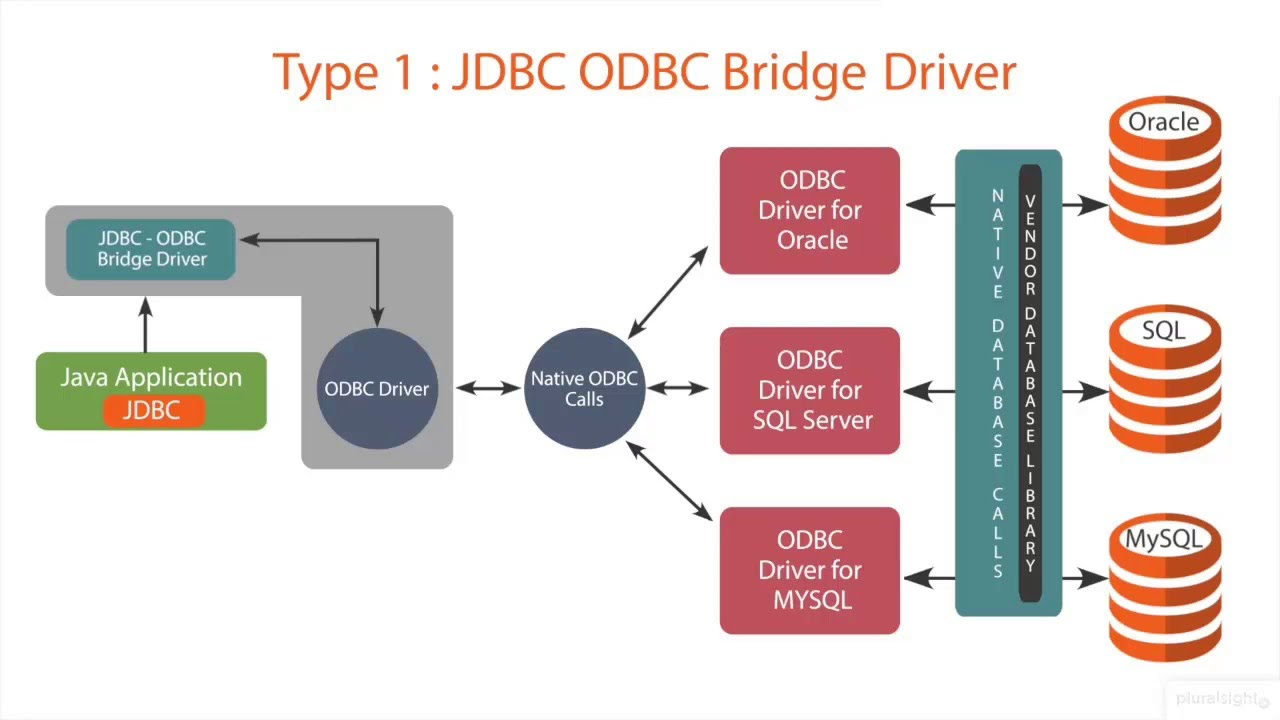 Type 1 : JDBC ODBC Bridge Driver
JDBC - ODBC
Bridge Driver
Java Application
JDBC
ODBC Driver
Native ODBC
Calls
ODBC
Driver for
Oracle
ODBC
Driver for
SQL Server
ODBC
Driver for
MYSQL
NATIVE DATABASE CALLS
VENDOR DATABASE LIBRARY
Oracle
SQL
MySQL
pluralsight